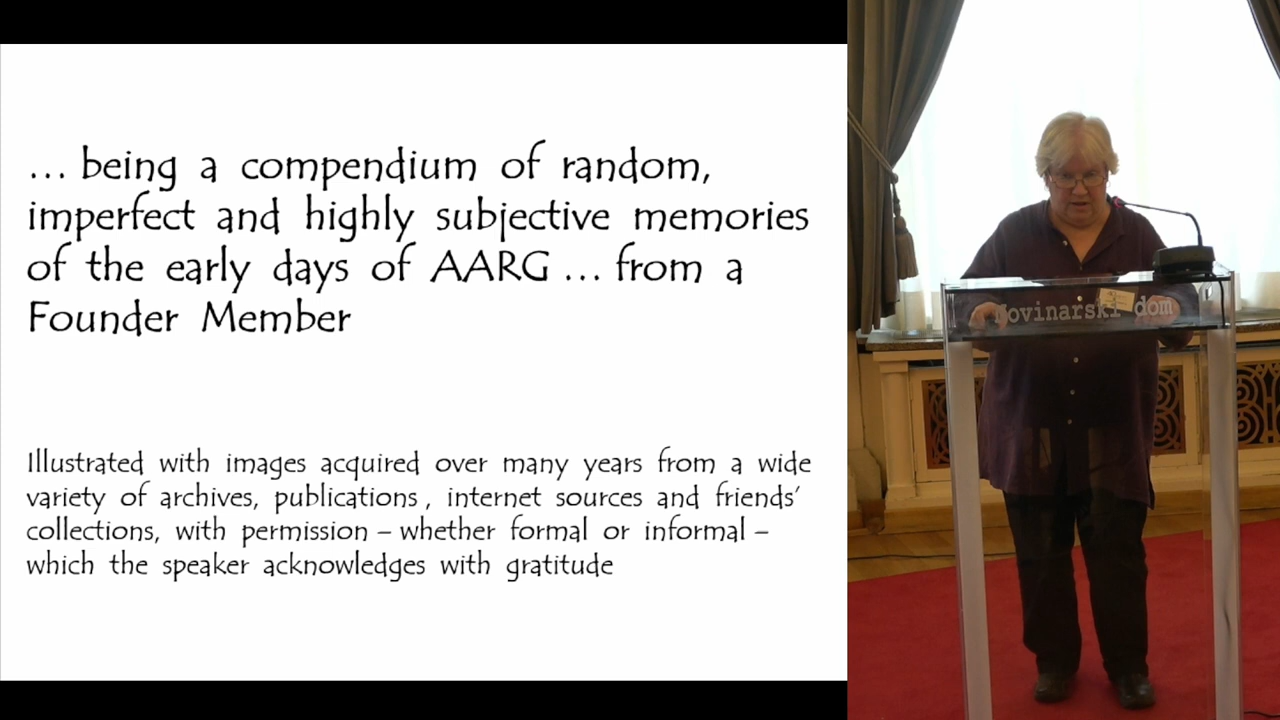 ... being a compendium of random,
imperfect and highly subjective memories
of the early days of AARG ... from a
Founder Member
Illustrated with images acquired over many years from a wide
variety of archives, publications , internet sources and friends'
collections, with permission – whether formal or informal –
which the speaker acknowledges with gratitude
Novinarski dom